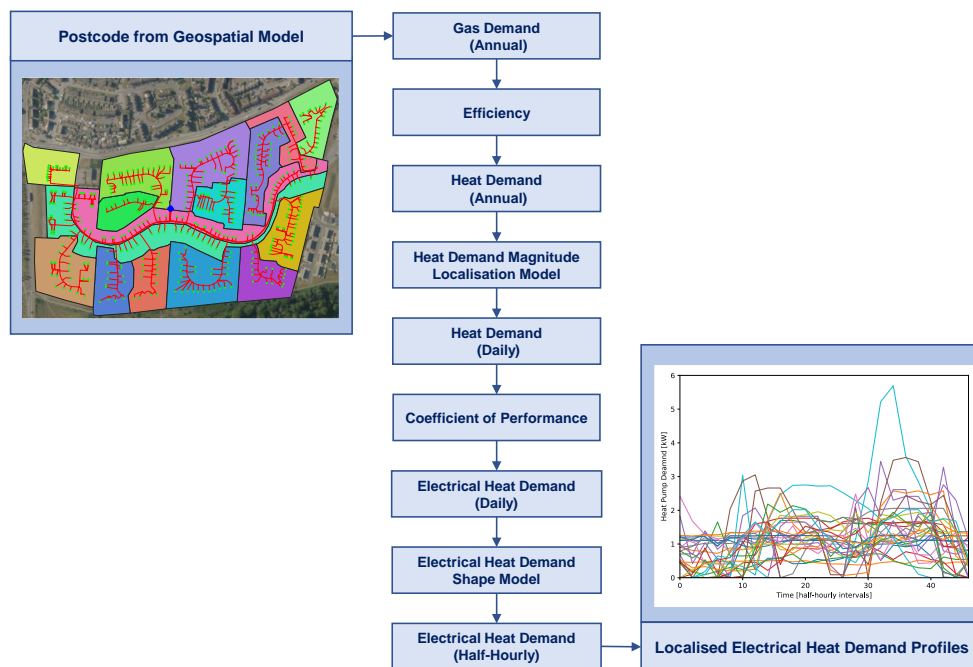 Postcode from Geospatial Model
Gas Demand
(Annual)
Efficiency
Heat Demand
(Annual)
Heat Demand Magnitude
Localisation Model
Heat Demand
(Daily)
Coefficient of Performance
Electrical Heat Demand
(Daily)
Electrical Heat Demand
Shape Model
Electrical Heat Demand
(Half-Hourly)
6
5
4
3
2
1
0
Heat Pump Deamnd [kW]
0 10 20 30 40
Time [half-hourly intervals]
Localised Electrical Heat Demand Profiles